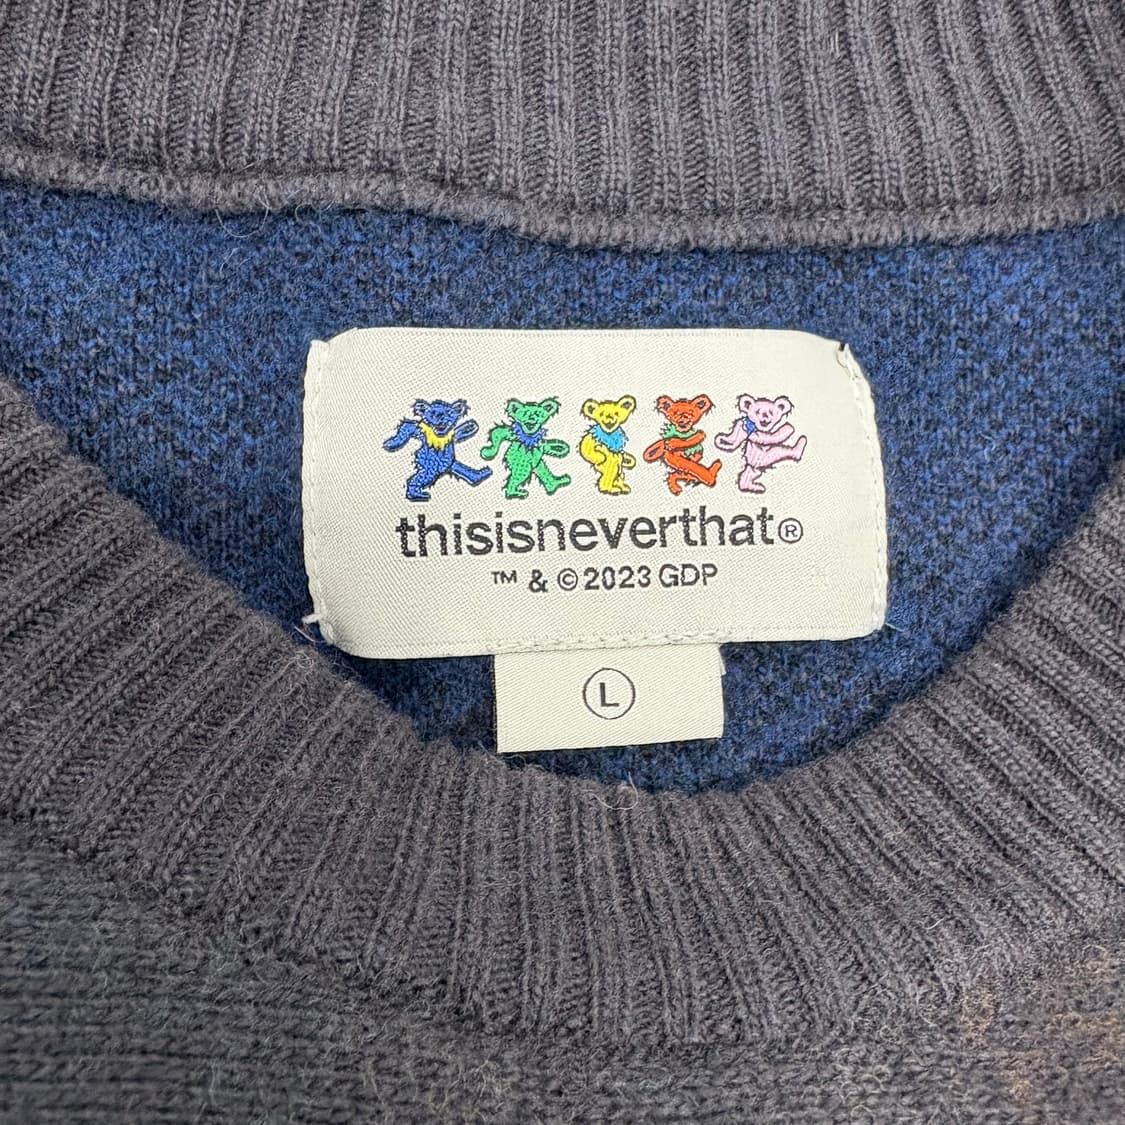 thisisneverthat®
™ & © 2023 GDP
L